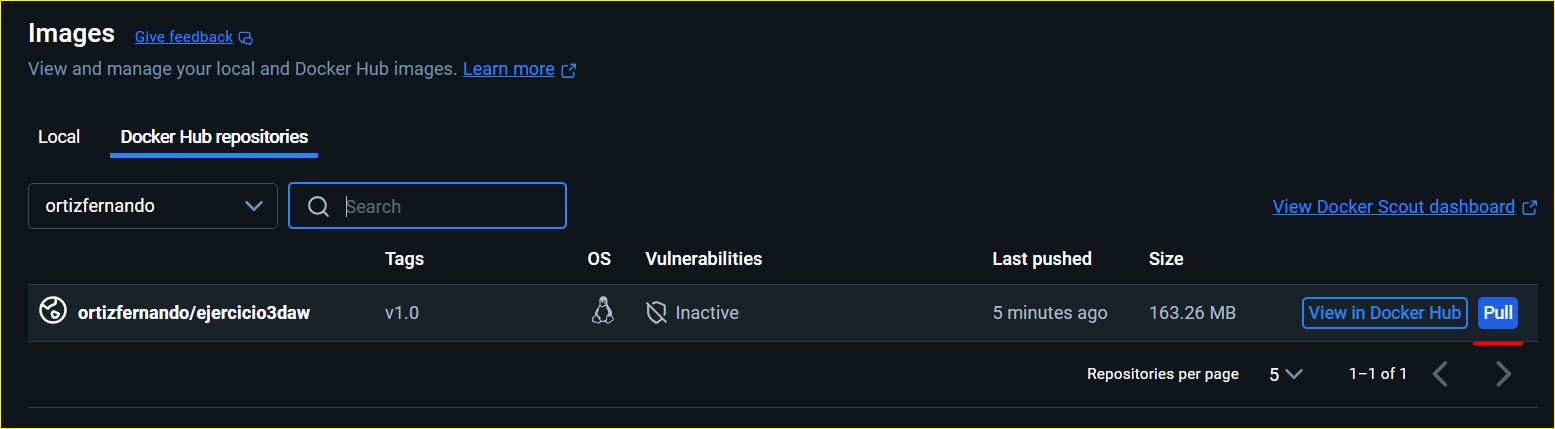 Images Give feedback
View and manage your local and Docker Hub images. Learn more
Local Docker Hub repositories
ortizfernando Search View Docker Scout dashboard
Tags OS Vulnerabilities Last pushed Size
ortizfernando/ejercicio3daw v1.0 Inactive 5 minutes ago 163.26 MB View in Docker Hub Pull
Repositories per page 5 1–1 of 1